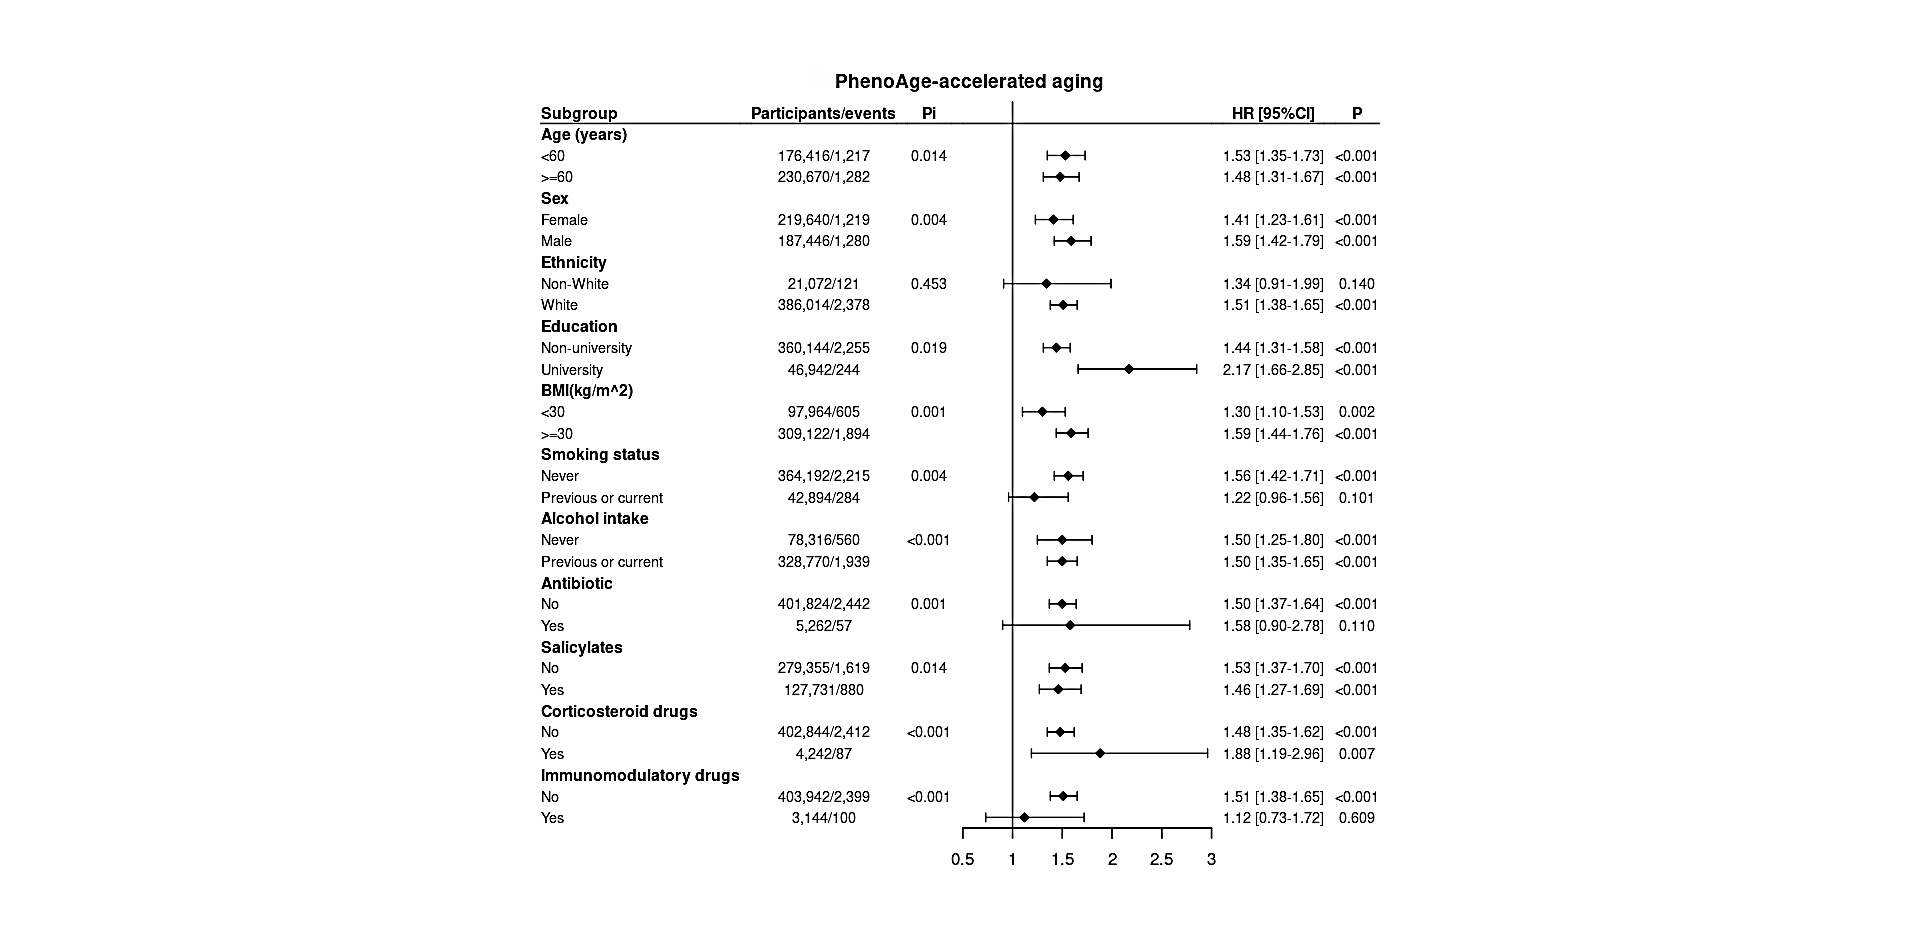 PhenoAge-accelerated aging
Subgroup Participants/events Pi HR [95%CI] P
Age (years)
<60 176,416/1,217 0.014 1.53 [1.35-1.73] <0.001
>=60 230,670/1,282 1.48 [1.31-1.67] <0.001
Sex
Female 219,640/1,219 0.004 1.41 [1.23-1.61] <0.001
Male 187,446/1,280 1.59 [1.42-1.79] <0.001
Ethnicity
Non-White 21,072/121 0.453 1.34 [0.91-1.99] 0.140
White 386,014/2,378 1.51 [1.38-1.65] <0.001
Education
Non-university 360,144/2,255 0.019 1.44 [1.31-1.58] <0.001
University 46,942/244 2.17 [1.66-2.85] <0.001
BMI(kg/m^2)
<30 97,964/605 0.001 1.30 [1.10-1.53] 0.002
>=30 309,122/1,894 1.59 [1.44-1.76] <0.001
Smoking status
Never 364,192/2,215 0.004 1.56 [1.42-1.71] <0.001
Previous or current 42,894/284 1.22 [0.96-1.56] 0.101
Alcohol intake
Never 78,316/560 <0.001 1.50 [1.25-1.80] <0.001
Previous or current 328,770/1,939 1.50 [1.35-1.65] <0.001
Antibiotic
No 401,824/2,442 0.001 1.50 [1.37-1.64] <0.001
Yes 5,262/57 1.58 [0.90-2.78] 0.110
Salicylates
No 279,355/1,619 0.014 1.53 [1.37-1.70] <0.001
Yes 127,731/880 1.46 [1.27-1.69] <0.001
Corticosteroid drugs
No 402,844/2,412 <0.001 1.48 [1.35-1.62] <0.001
Yes 4,242/87 1.88 [1.19-2.96] 0.007
Immunomodulatory drugs
No 403,942/2,399 <0.001 1.51 [1.38-1.65] <0.001
Yes 3,144/100 1.12 [0.73-1.72] 0.609
0.5 1 1.5 2 2.5 3